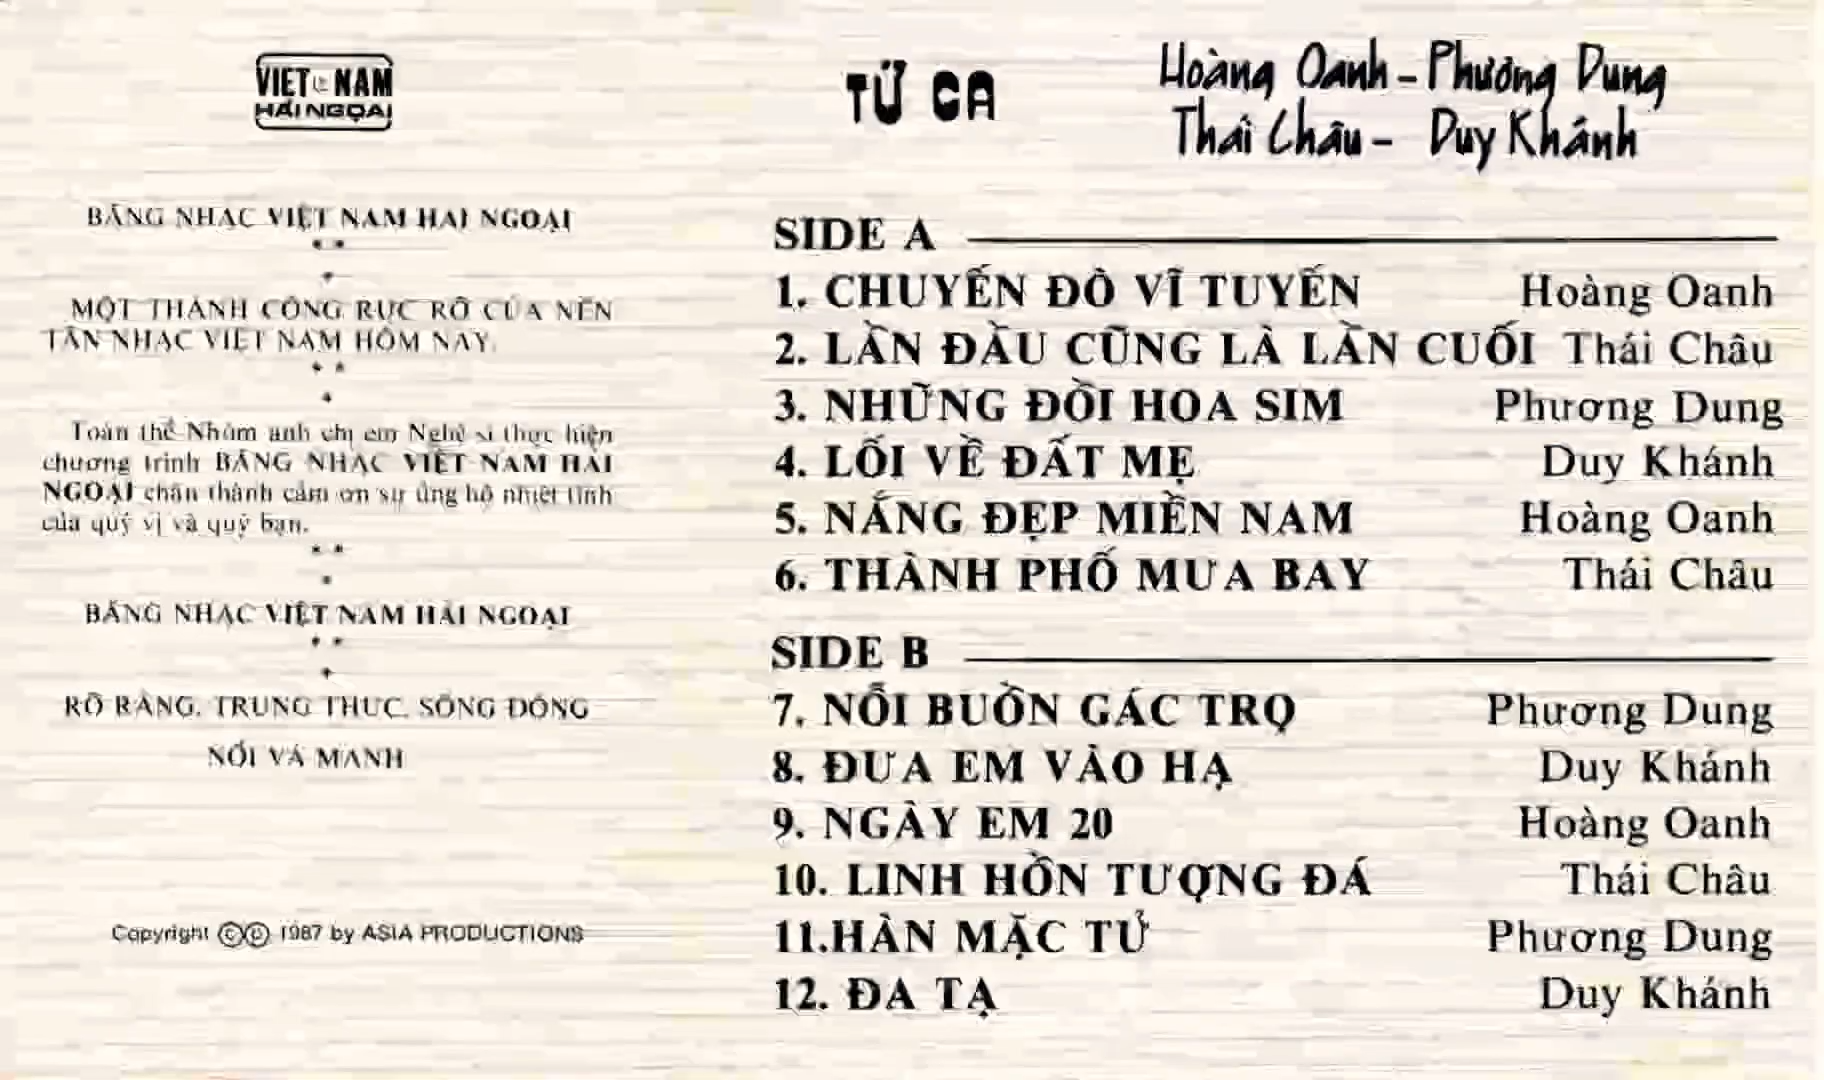 VIET NAM
HẢI NGOẠI
BĂNG NHẠC VIỆT NAM HẢI NGOẠI
MỘT THÀNH CÔNG RỰC RỠ CỦA NỀN
TÂN NHẠC VIỆT NAM HÔM NAY.
Toàn thể Nhóm anh chị em Nghệ sĩ thực hiện
chương trình BĂNG NHẠC VIỆT NAM HẢI
NGOẠI chân thành cảm ơn sự ủng hộ nhiệt tình
của quý vị và quý bạn.
BĂNG NHẠC VIỆT NAM HẢI NGOẠI
RÕ RÀNG, TRUNG THỰC, SỐNG ĐỘNG
NỔI VÀ MẠNH
Copyright ©℗ 1987 by ASIA PRODUCTIONS
TỨ CA
Hoàng Oanh - Phương Dung
Thái Châu - Duy Khánh
SIDE A
1. CHUYẾN ĐÒ VĨ TUYẾN Hoàng Oanh
2. LẦN ĐẦU CŨNG LÀ LẦN CUỐI Thái Châu
3. NHỮNG ĐỒI HOA SIM Phương Dung
4. LỐI VỀ ĐẤT MẸ Duy Khánh
5. NẮNG ĐẸP MIỀN NAM Hoàng Oanh
6. THÀNH PHỐ MƯA BAY Thái Châu
SIDE B
7. NỖI BUỒN GÁC TRỌ Phương Dung
8. ĐƯA EM VÀO HẠ Duy Khánh
9. NGÀY EM 20 Hoàng Oanh
10. LINH HỒN TƯỢNG ĐÁ Thái Châu
11.HÀN MẶC TỬ Phương Dung
12. ĐA TẠ Duy Khánh